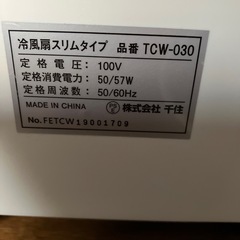 冷風扇スリムタイプ 品番 TCW-030
定格電圧：100V
定格消費電力：50/57W
定格周波数：50/60Hz
MADE IN CHINA 株式会社 千住
No.FETCW19001709